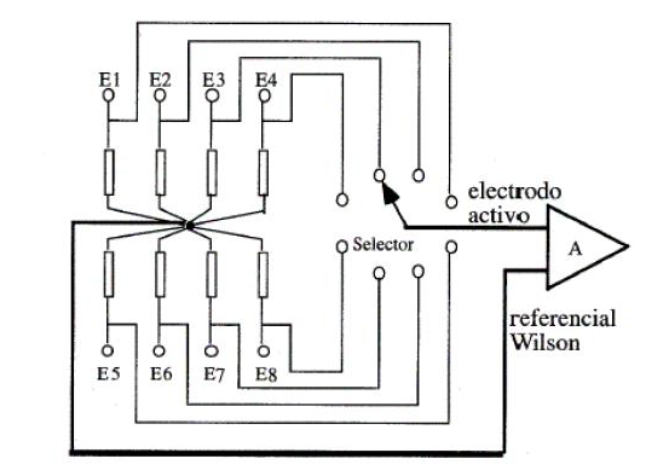 E1 E2 E3 E4
electrodo
activo
Selector
A
referencial
Wilson
E5 E6 E7 E8